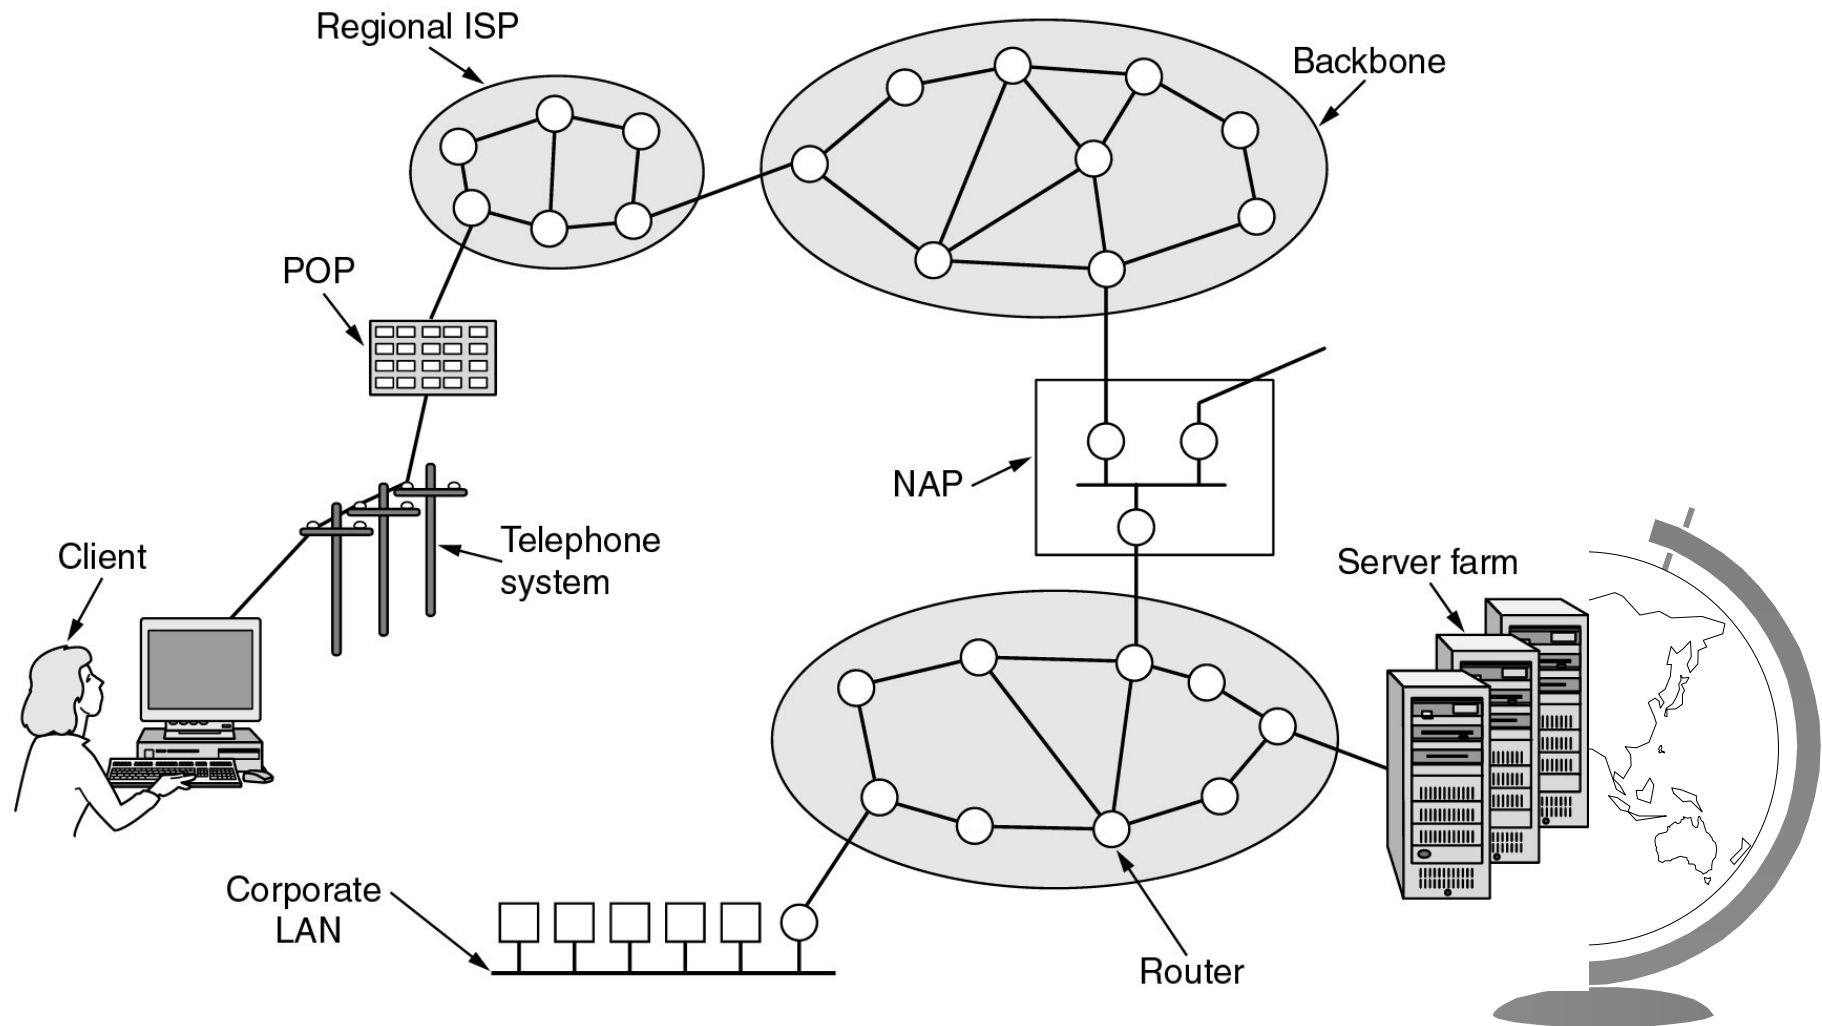 Regional ISP
Backbone
POP
NAP
Telephone
system
Client
Server farm
Corporate
LAN
Router